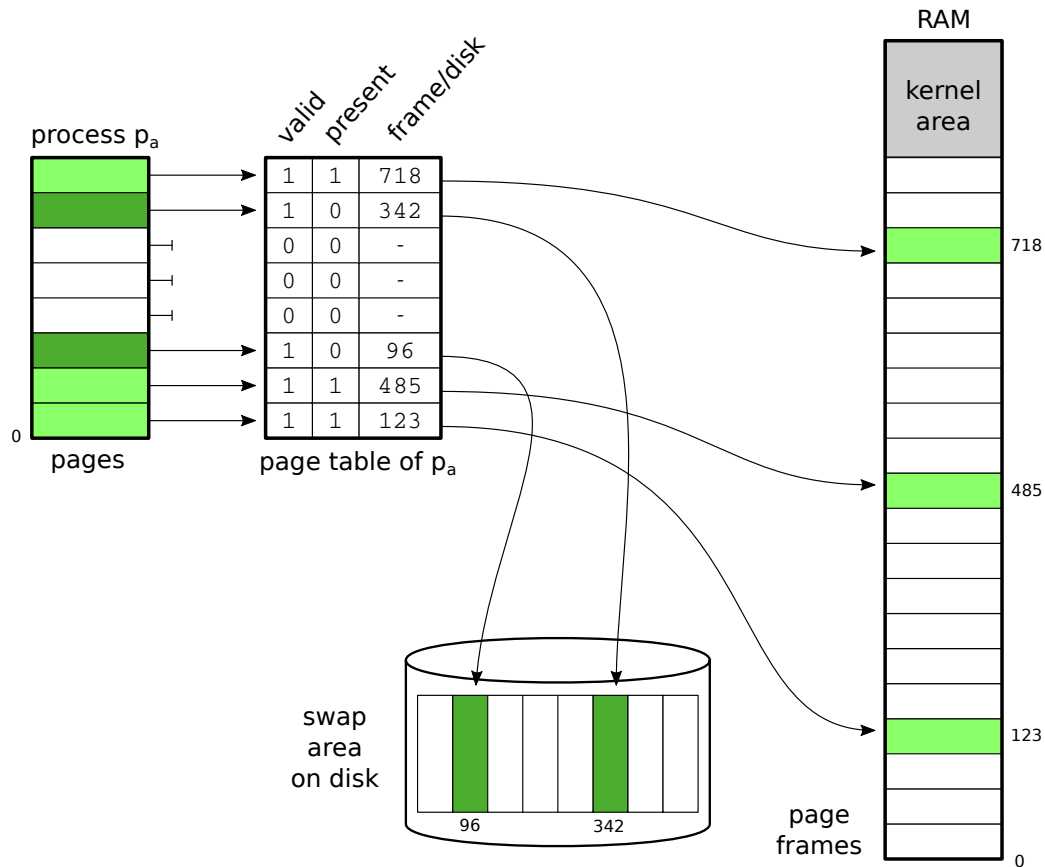 RAM
kernel
area
valid
present
frame/disk
process pₐ
1 1 718
1 0 342
0 0 -
0 0 -
0 0 -
1 0 96
1 1 485
1 1 123
0
pages
page table of pₐ
718
485
123
swap
area
on disk
96
342
page
frames
0